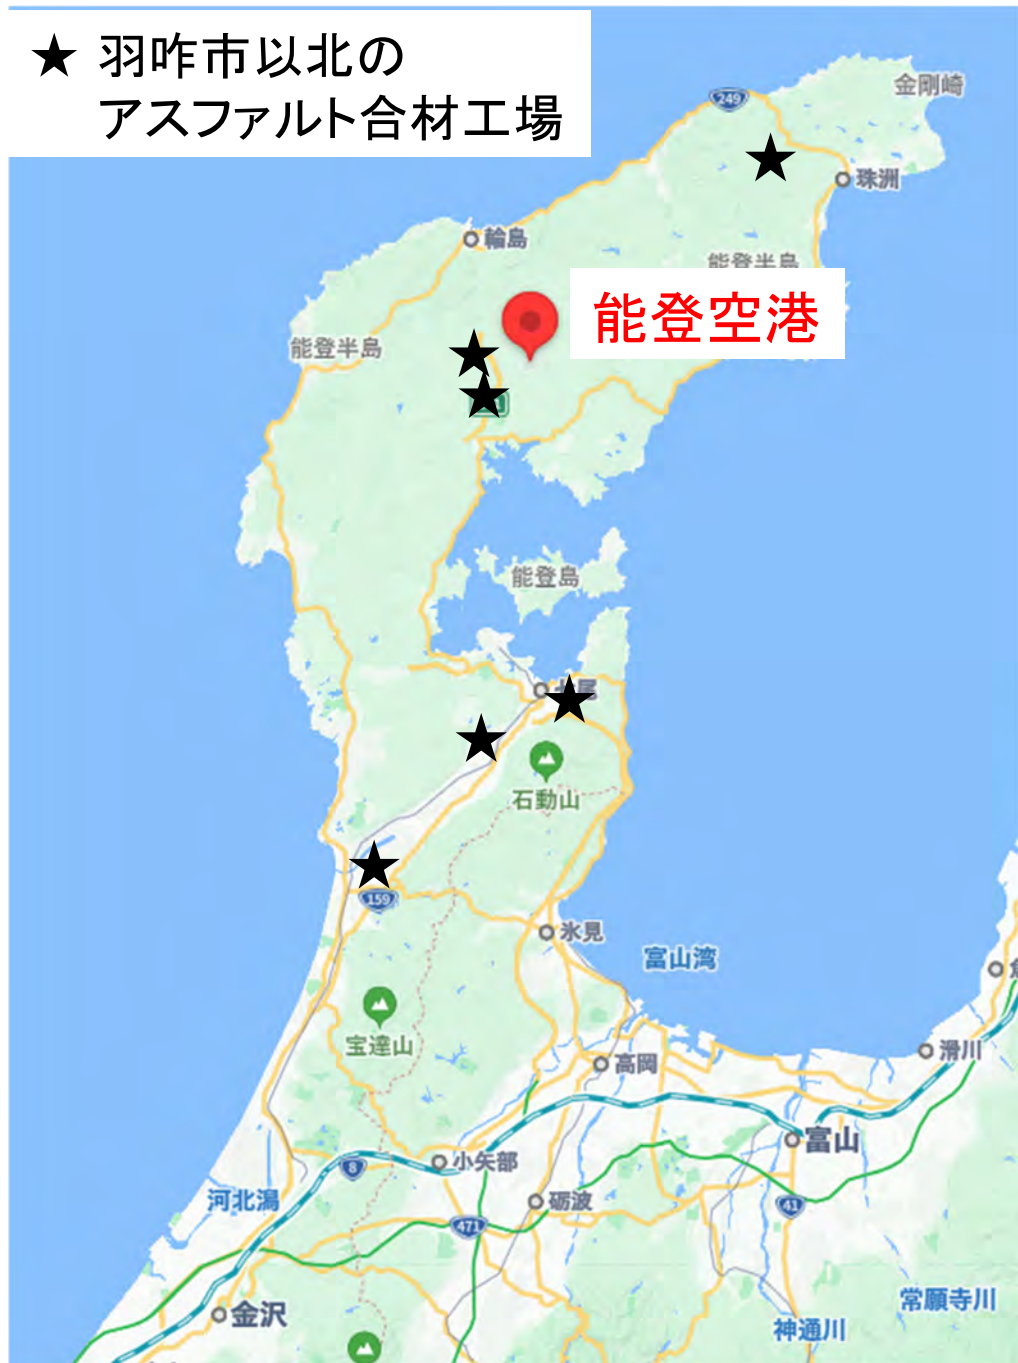 ★ 羽咋市以北の
アスファルト合材工場
249
金剛崎
珠洲
輪島
能登半島
能登空港
能登半島
能登島
石動山
159
氷見
富山湾
宝達山
滑川
高岡
富山
小矢部
8
河北潟
砺波
41
471
常願寺川
金沢
神通川